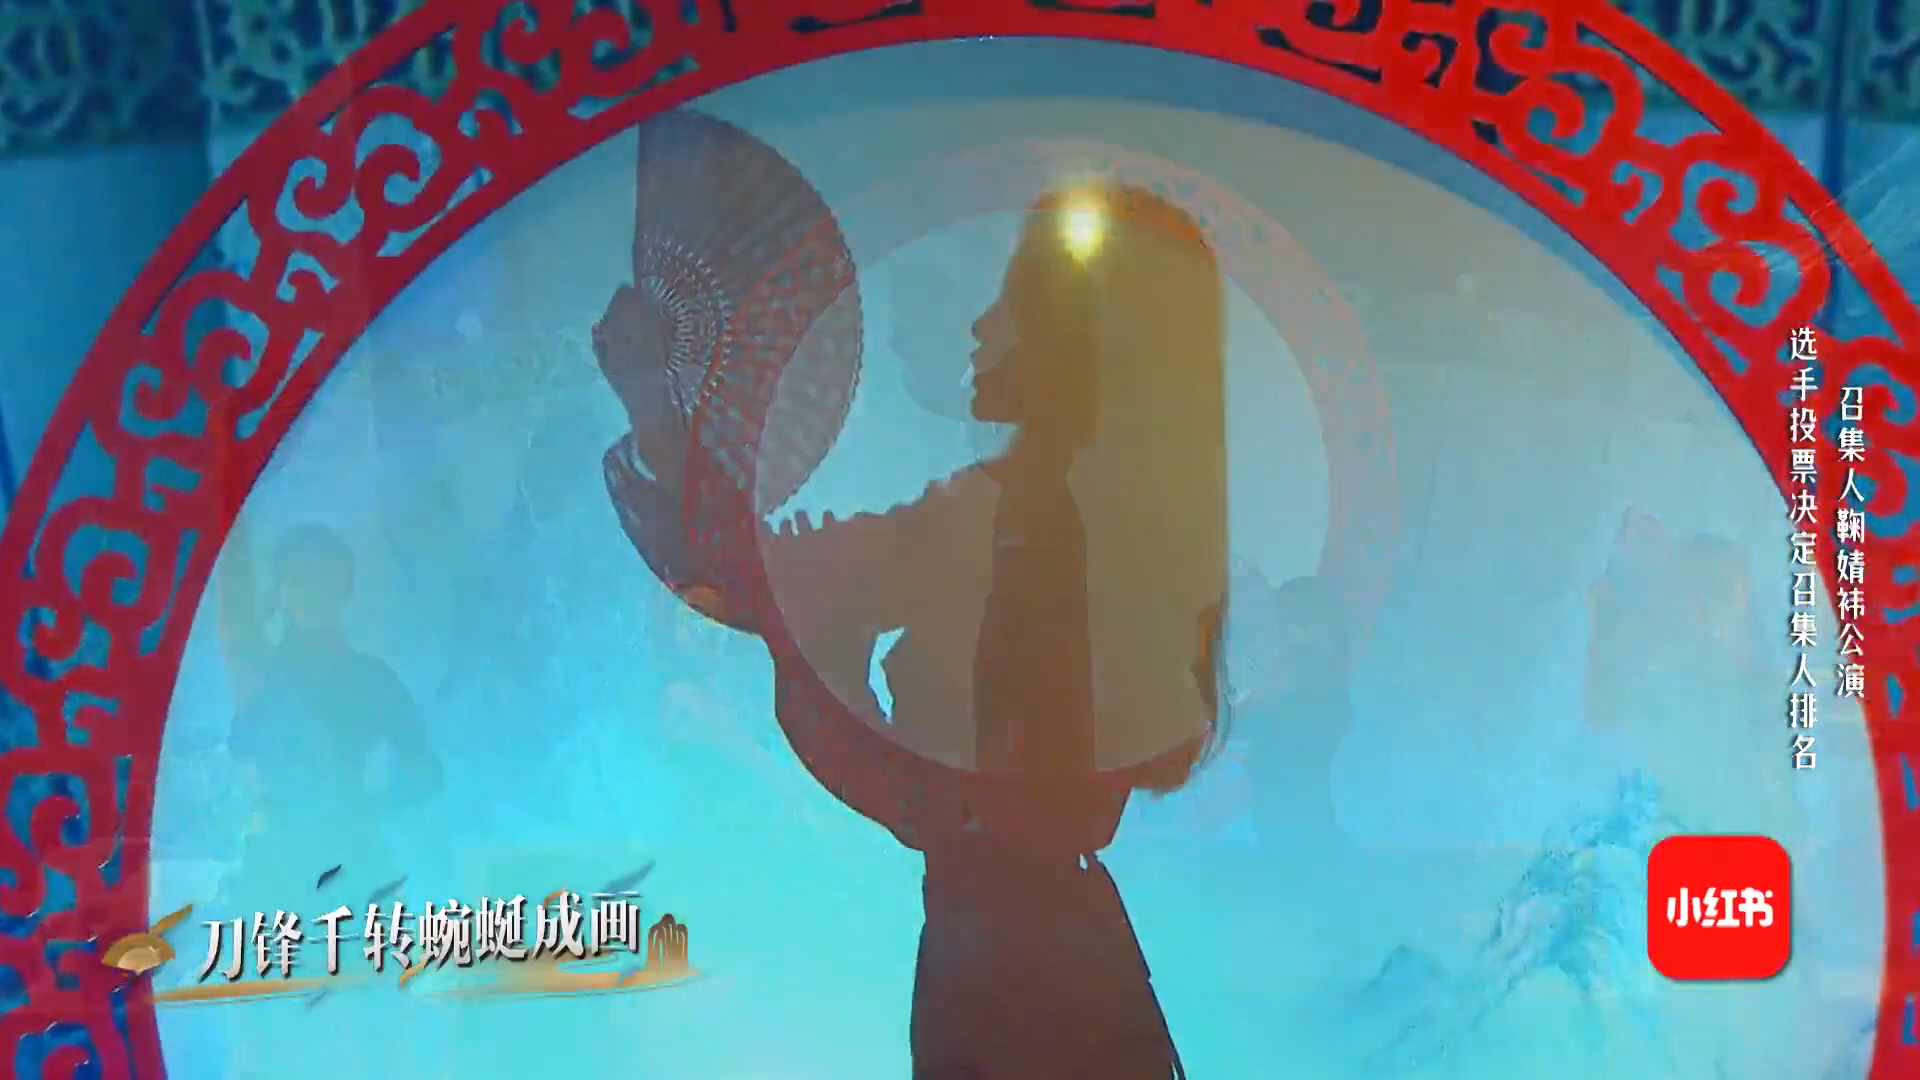 召集人鞠婧祎公演
选手投票决定召集人排名
刀锋千转蜿蜒成画
小红书